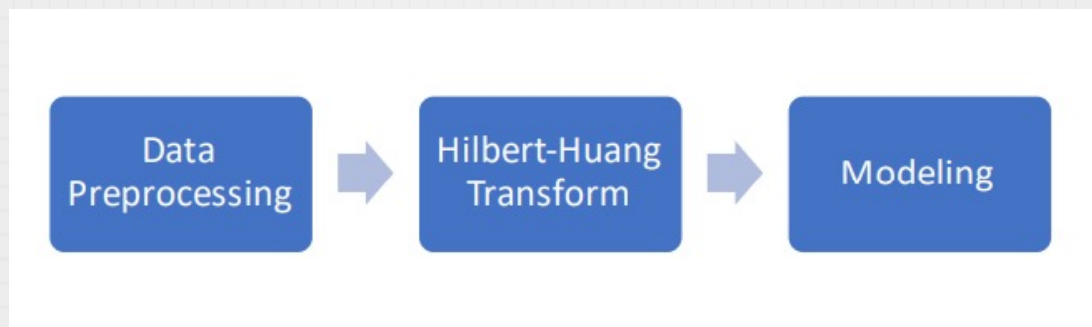 Data
Preprocessing
Hilbert-Huang
Transform
Modeling